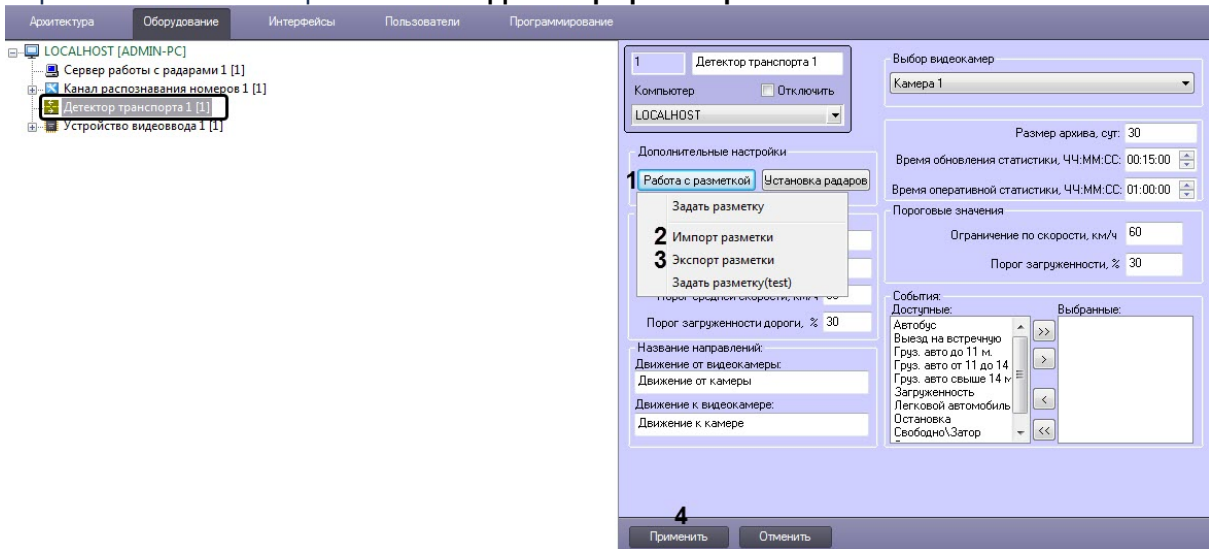 Архитектура Оборудование Интерфейсы Пользователи Программирование
LOCALHOST [ADMIN-PC]
Сервер работы с радарами 1 [1]
Канал распознавания номеров 1 [1]
Детектор транспорта 1 [1]
Устройство видеоввода 1 [1]
1 Детектор транспорта 1
Компьютер Отключить
LOCALHOST
Дополнительные настройки
1 Работа с разметкой Установка радаров
Задать разметку
2 Импорт разметки
3 Экспорт разметки
Задать разметку(test)
Порог загруженности дороги, % 30
Название направлений:
Движение от видеокамеры:
Движение от камеры
Движение к видеокамере:
Движение к камере
Выбор видеокамер
Камера 1
Размер архива, сут: 30
Время обновления статистики, ЧЧ:ММ:СС: 00:15:00
Время оперативной статистики, ЧЧ:ММ:СС: 01:00:00
Пороговые значения
Ограничение по скорости, км/ч 60
Порог загруженности, % 30
События:
Доступные: Выбранные:
Автобус
Выезд на встречную
Груз. авто до 11 м.
Груз. авто от 11 до 14
Груз. авто свыше 14 м
Загруженность
Легковой автомобиль
Остановка
Свободно\Затор
>>
>
<
<<
4
Применить Отменить